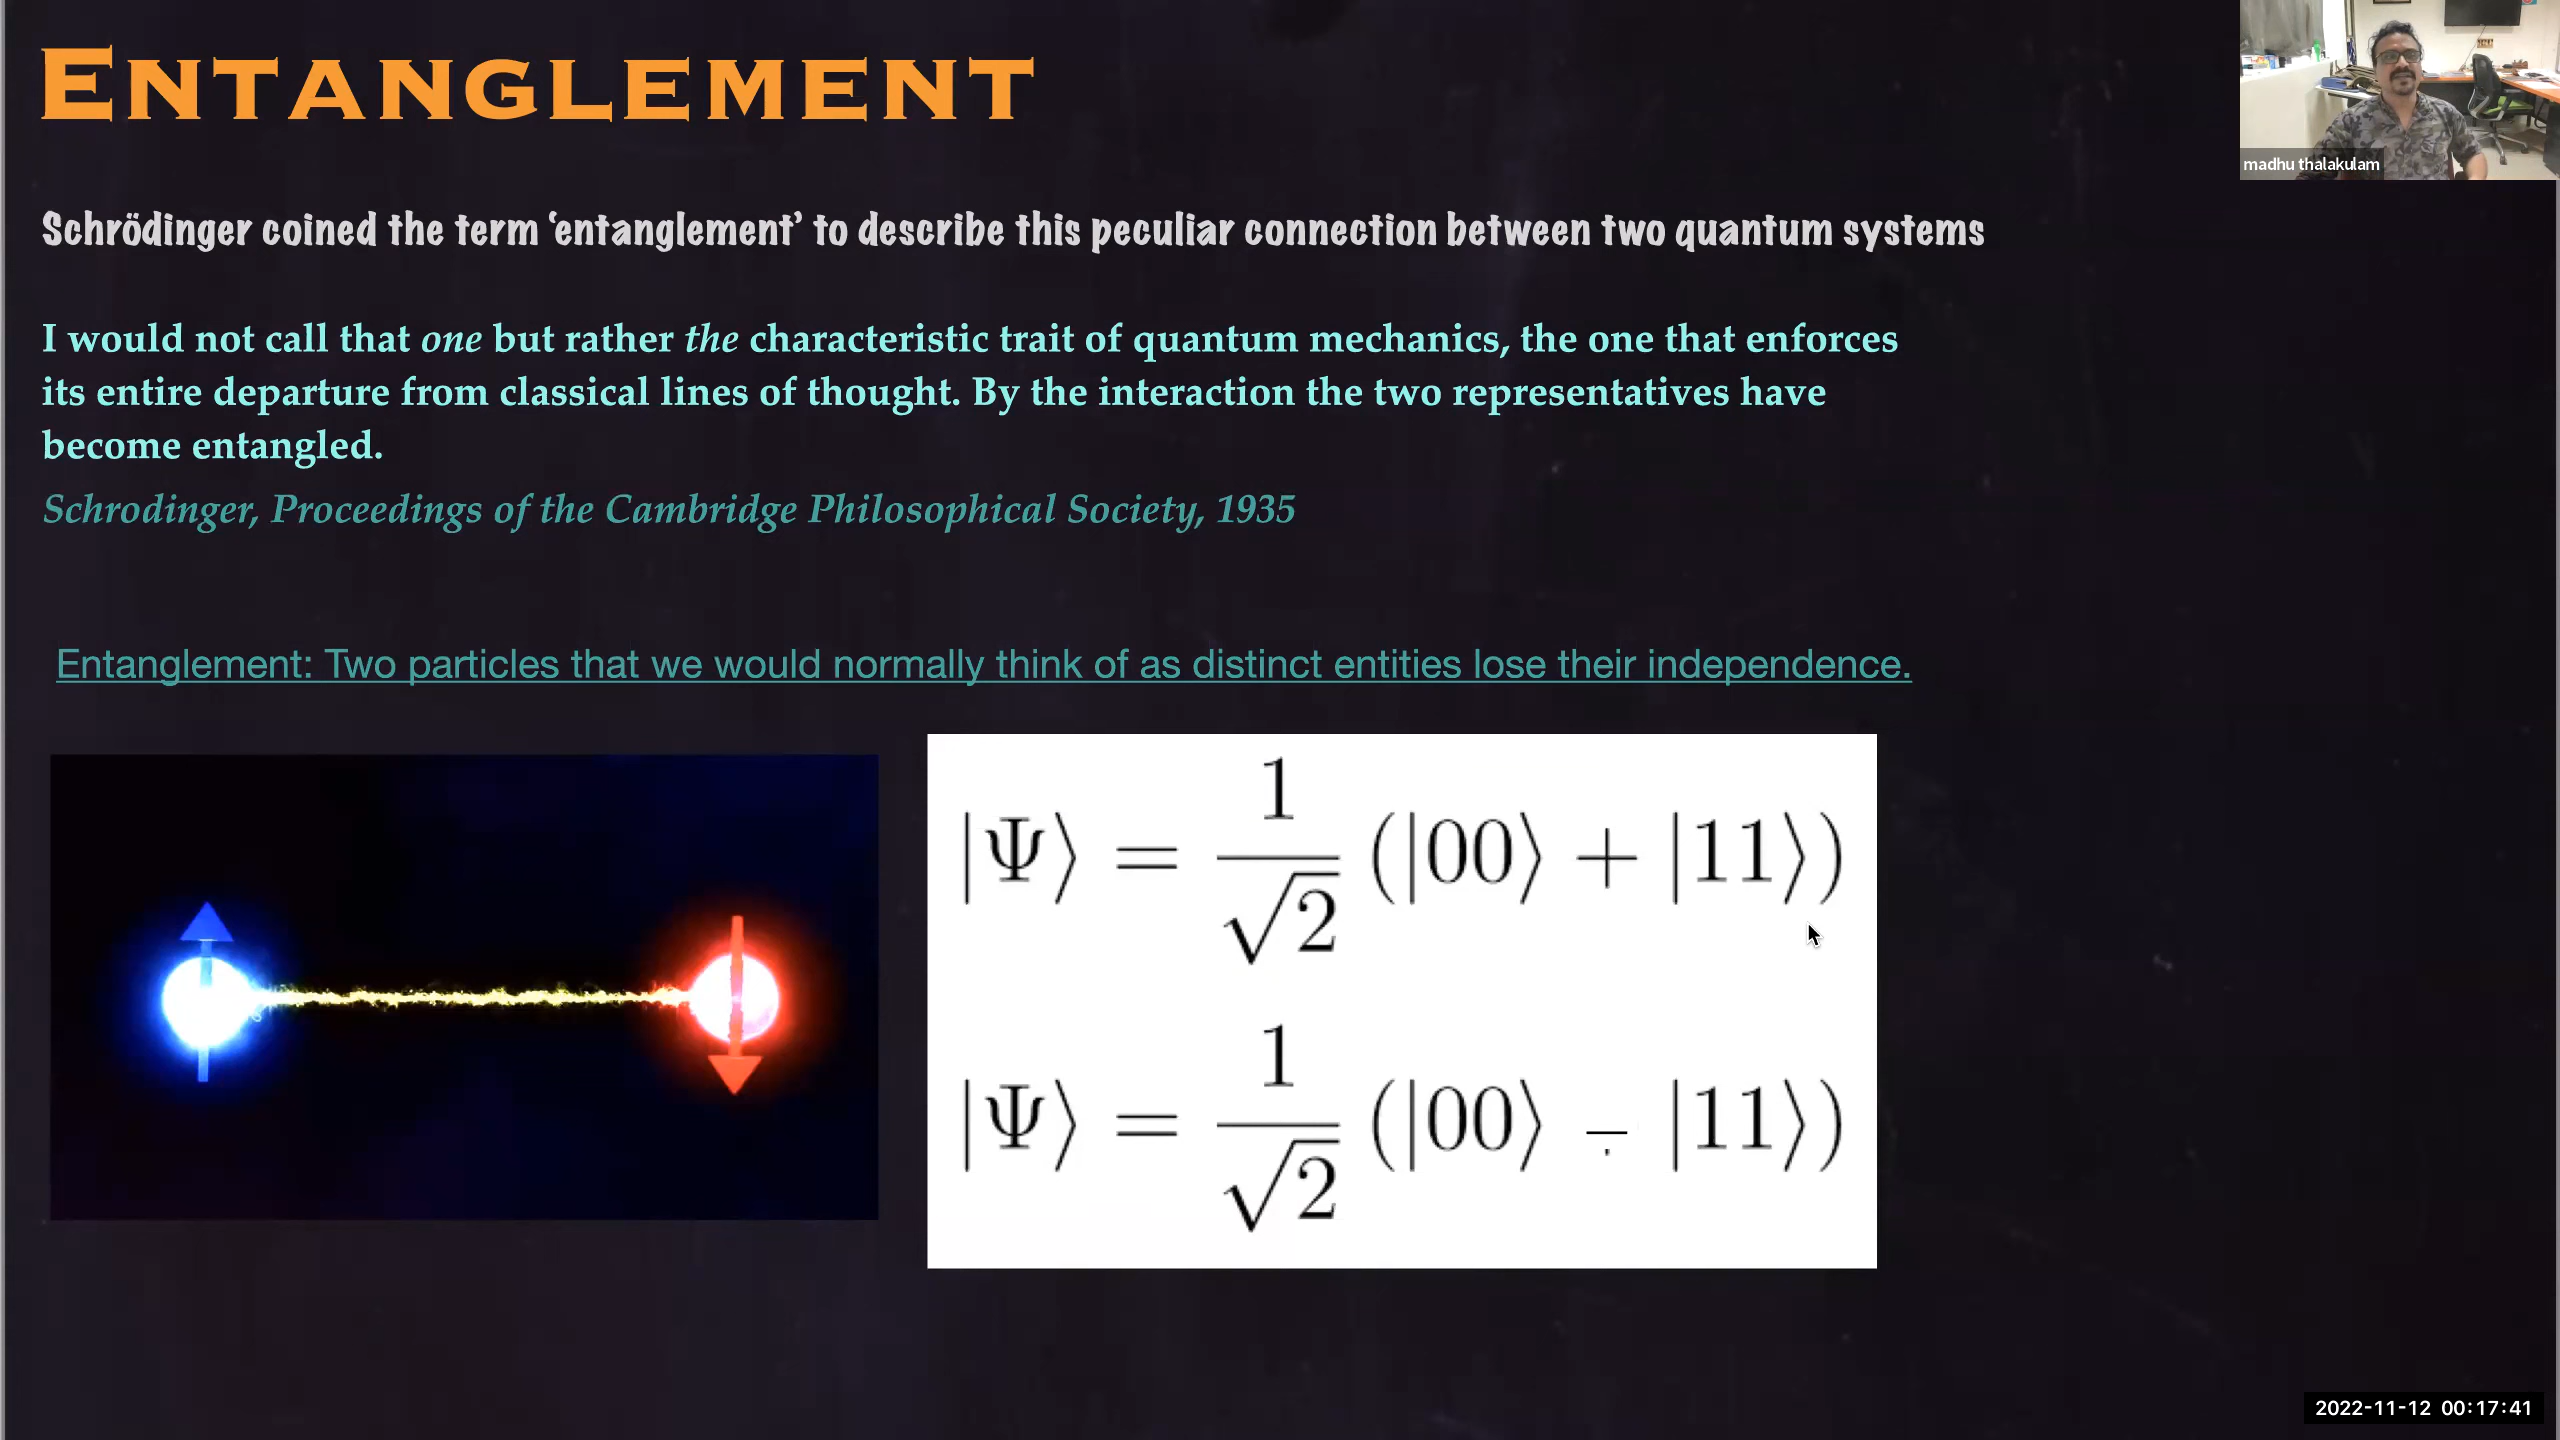 ENTANGLEMENT
madhu thalakulam
Schrödinger coined the term ‘entanglement’ to describe this peculiar connection between two quantum systems
I would not call that one but rather the characteristic trait of quantum mechanics, the one that enforces
its entire departure from classical lines of thought. By the interaction the two representatives have
become entangled.
Schrodinger, Proceedings of the Cambridge Philosophical Society, 1935
Entanglement: Two particles that we would normally think of as distinct entities lose their independence.
|Ψ⟩ = 1/√2 (|00⟩ + |11⟩)
|Ψ⟩ = 1/√2 (|00⟩ − |11⟩)
2022-11-12 00:17:41